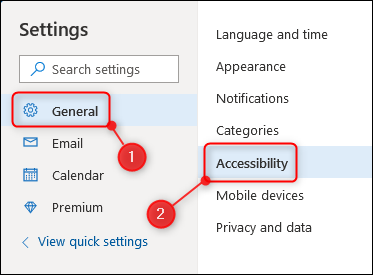 Settings
Search settings
General
Email
Calendar
Premium
View quick settings
1
Language and time
Appearance
Notifications
Categories
Accessibility
Mobile devices
Privacy and data
2